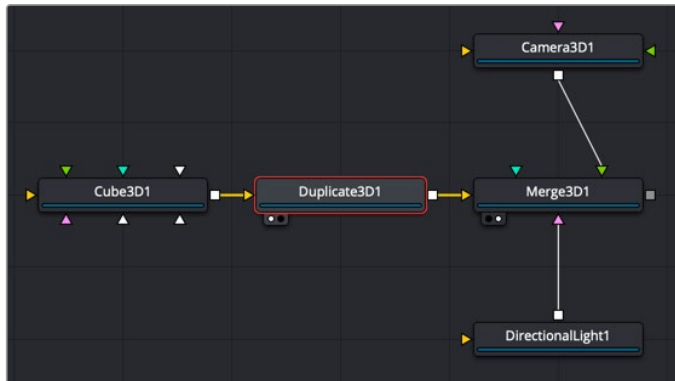 Camera3D1
Cube3D1
Duplicate3D1
Merge3D1
DirectionalLight1